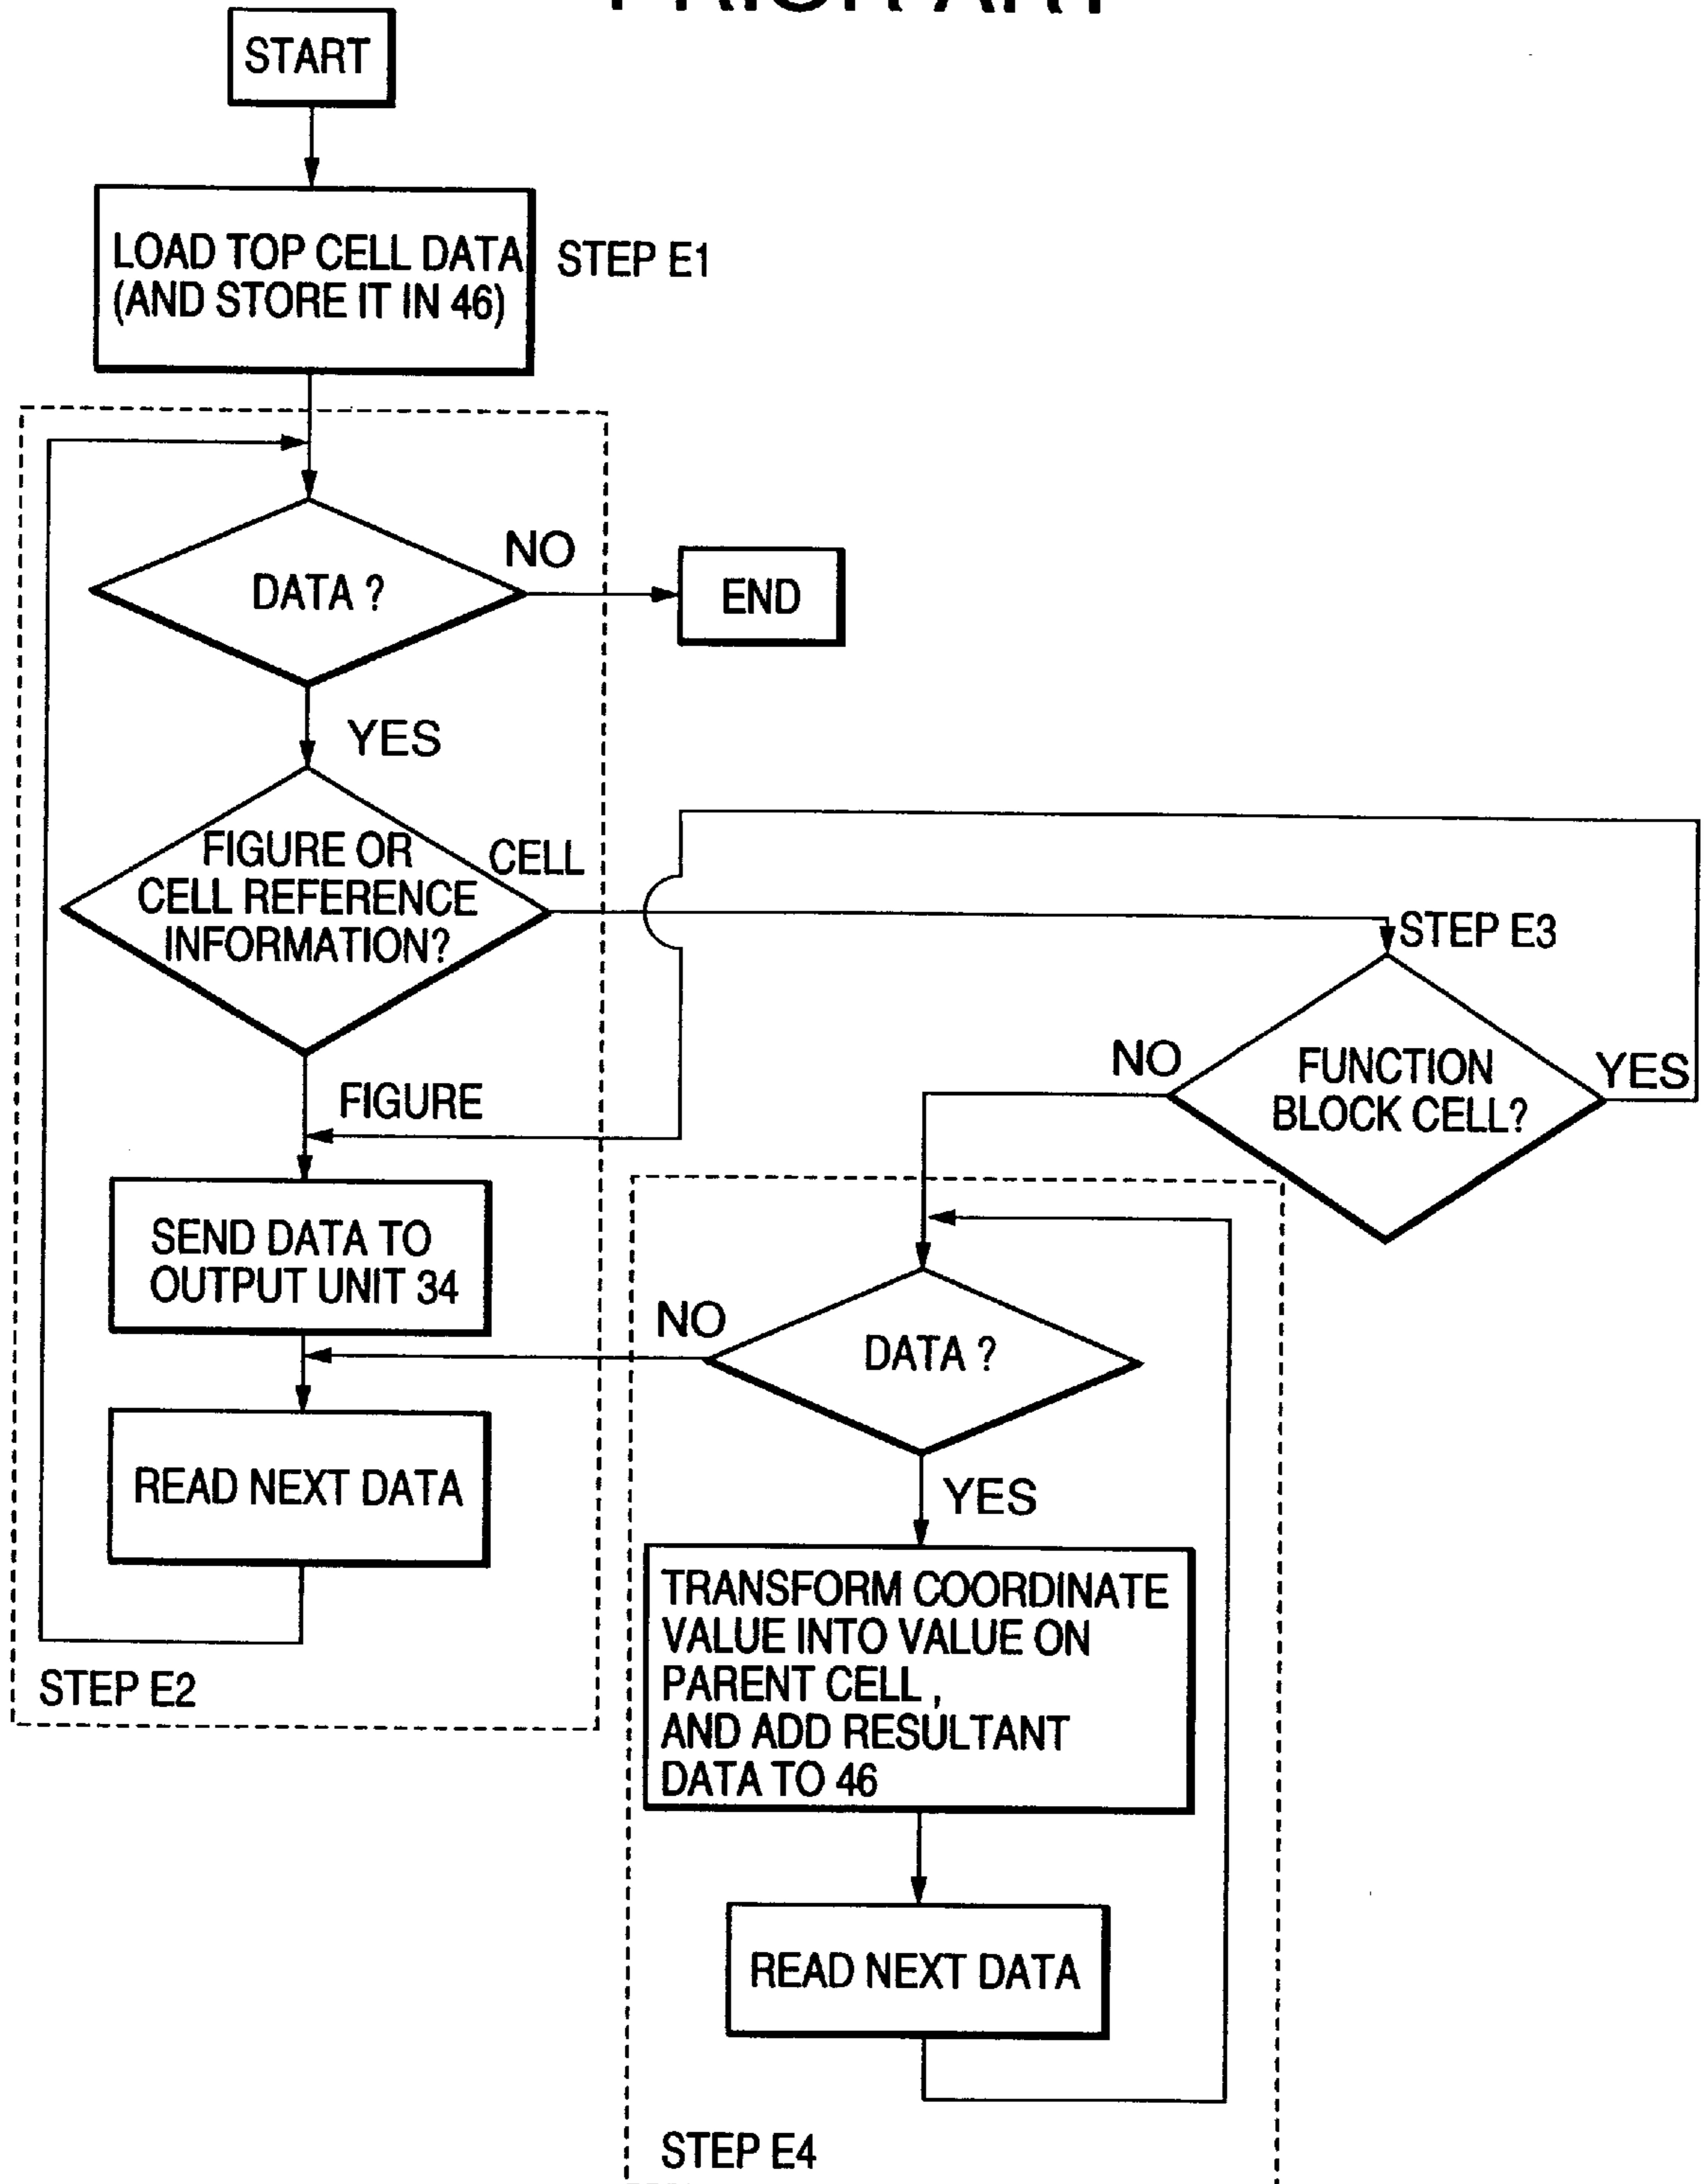 PRIOR ART
START
LOAD TOP CELL DATA
(AND STORE IT IN 46)
STEP E1
DATA ?
NO
END
YES
FIGURE OR
CELL REFERENCE
INFORMATION?
CELL
STEP E3
FUNCTION
BLOCK CELL?
NO
YES
FIGURE
SEND DATA TO
OUTPUT UNIT 34
NO
DATA ?
READ NEXT DATA
YES
TRANSFORM COORDINATE
VALUE INTO VALUE ON
PARENT CELL ,
AND ADD RESULTANT
DATA TO 46
STEP E2
READ NEXT DATA
STEP E4